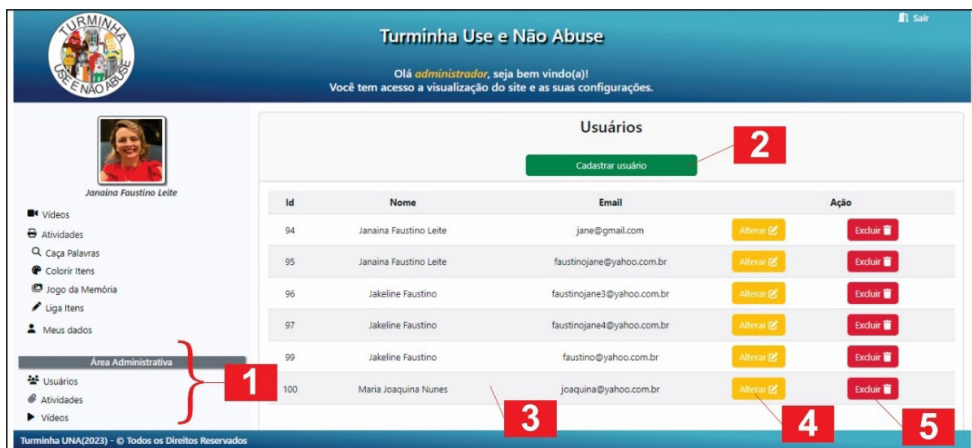 TURMINHA
USE E NÃO ABUSE
Turminha Use e Não Abuse
Sair
Olá administrador, seja bem vindo(a)!
Você tem acesso a visualização do site e as suas configurações.
Janaina Faustino Leite
Vídeos
Atividades
Caça Palavras
Colorir Itens
Jogo da Memória
Liga Itens
Meus dados
Área Administrativa
Usuários
Atividades
Vídeos
1
Usuários
Cadastrar usuário
2
Id Nome Email Ação
94 Janaina Faustino Leite jane@gmail.com Alterar Excluir
95 Janaina Faustino Leite faustinojane@yahoo.com.br Alterar Excluir
96 Jakeline Faustino faustinojane3@yahoo.com.br Alterar Excluir
97 Jakeline Faustino faustinojane4@yahoo.com.br Alterar Excluir
99 Jakeline Faustino faustino@yahoo.com.br Alterar Excluir
100 Maria Joaquina Nunes joaquina@yahoo.com.br Alterar Excluir
3
4
5
Turminha UNA(2023) - © Todos os Direitos Reservados